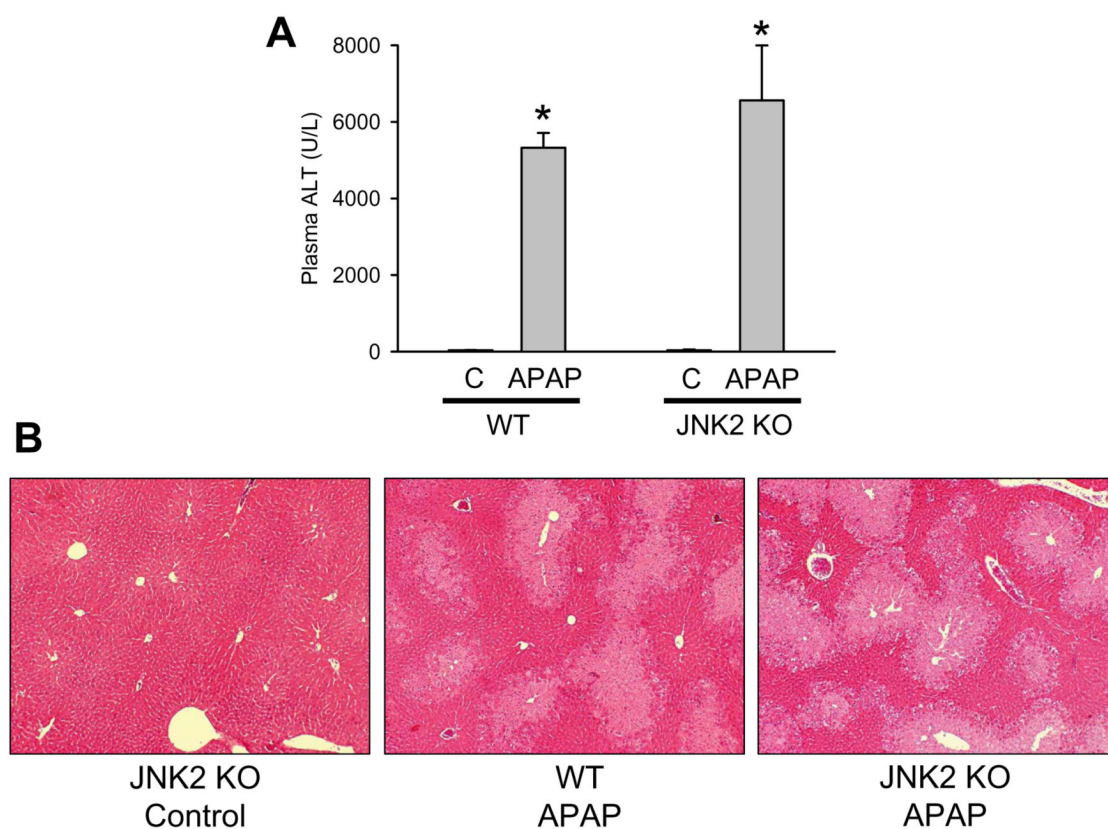 A
8000
6000
4000
2000
0
Plasma ALT (U/L)
*
*
C APAP C APAP
WT JNK2 KO
B
JNK2 KO WT JNK2 KO
Control APAP APAP